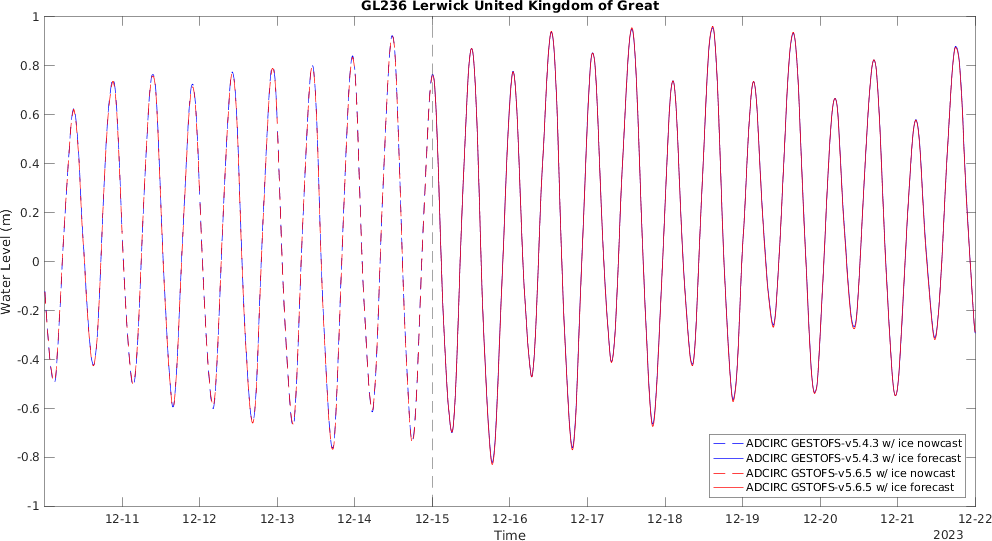 GL236 Lerwick United Kingdom of Great
1
0.8
0.6
0.4
0.2
0
-0.2
-0.4
-0.6
-0.8
-1
Water Level (m)
ADCIRC GESTOFS-v5.4.3 w/ ice nowcast
ADCIRC GESTOFS-v5.4.3 w/ ice forecast
ADCIRC GSTOFS-v5.6.5 w/ ice nowcast
ADCIRC GSTOFS-v5.6.5 w/ ice forecast
12-11 12-12 12-13 12-14 12-15 12-16 12-17 12-18 12-19 12-20 12-21 12-22
Time
2023